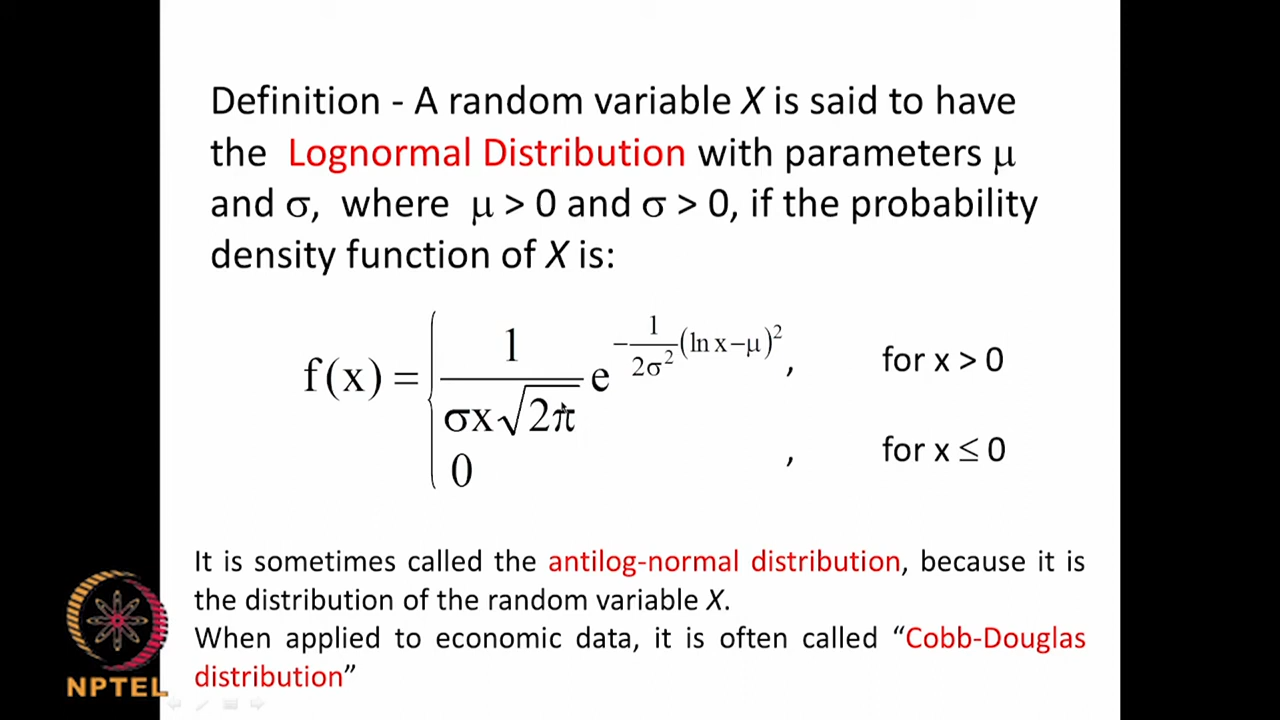 Definition - A random variable X is said to have
the Lognormal Distribution with parameters μ
and σ, where μ > 0 and σ > 0, if the probability
density function of X is:
f(x) = { 1/(σx√2π) e^(-1/(2σ²)(ln x−μ)²) , for x > 0
0 , for x ≤ 0
It is sometimes called the antilog-normal distribution, because it is
the distribution of the random variable X.
When applied to economic data, it is often called “Cobb-Douglas
distribution”
NPTEL